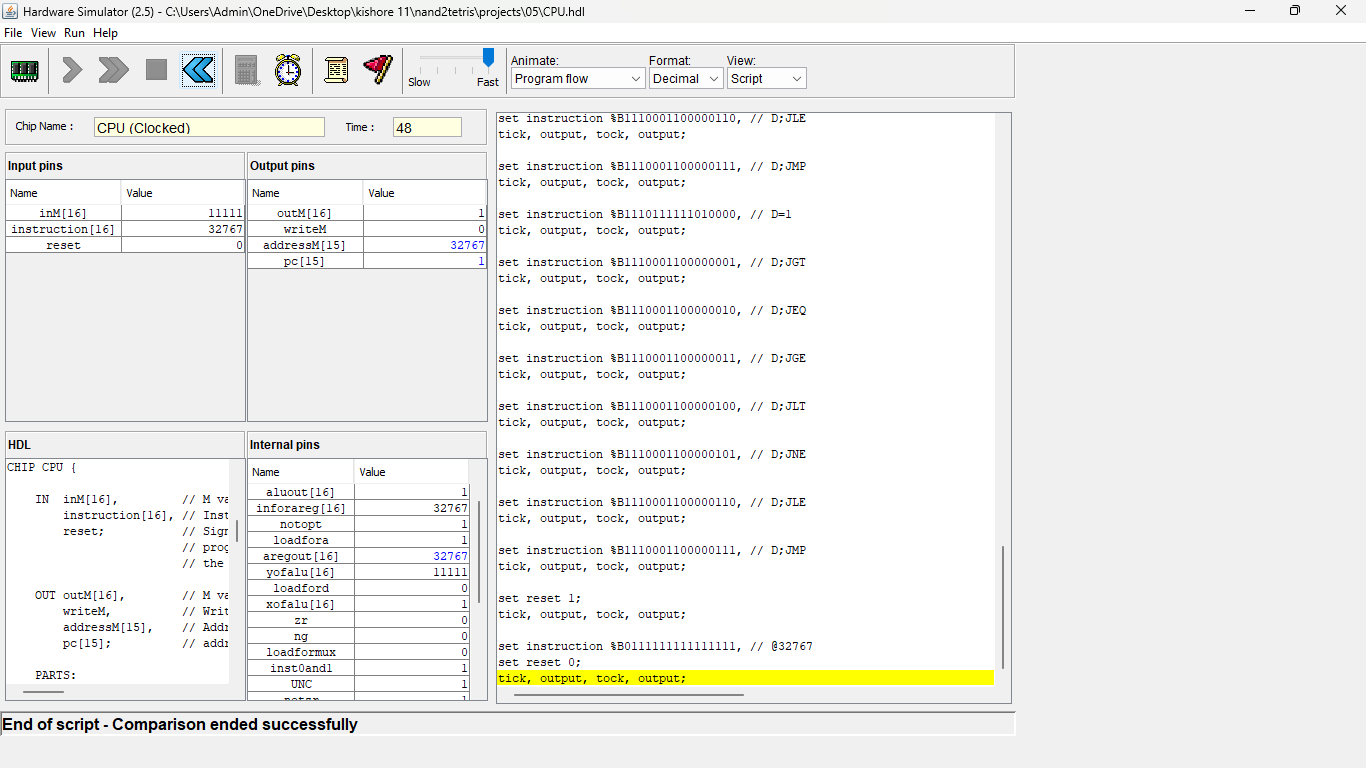 Hardware Simulator (2.5) - C:\Users\Admin\OneDrive\Desktop\kishore 11\nand2tetris\projects\05\CPU.hdl
File View Run Help
Slow Fast
Animate: Format: View:
Program flow Decimal Script
Chip Name : CPU (Clocked) Time : 48
Input pins
Name Value
inM[16] 11111
instruction[16] 32767
reset 0
Output pins
Name Value
outM[16] 1
writeM 0
addressM[15] 32767
pc[15] 1
HDL
CHIP CPU {
IN inM[16], // M va
instruction[16], // Inst
reset; // Sign
// prog
// the
OUT outM[16], // M va
writeM, // Writ
addressM[15], // Addr
pc[15]; // addr
PARTS:
Internal pins
Name Value
aluout[16] 1
inforareg[16] 32767
notopt 1
loadfora 1
aregout[16] 32767
yofalu[16] 11111
loadford 0
xofalu[16] 1
zr 0
ng 0
loadformux 0
inst0and1 1
UNC 1
set instruction %B1110001100000110, // D;JLE
tick, output, tock, output;
set instruction %B1110001100000111, // D;JMP
tick, output, tock, output;
set instruction %B1110111111010000, // D=1
tick, output, tock, output;
set instruction %B1110001100000001, // D;JGT
tick, output, tock, output;
set instruction %B1110001100000010, // D;JEQ
tick, output, tock, output;
set instruction %B1110001100000011, // D;JGE
tick, output, tock, output;
set instruction %B1110001100000100, // D;JLT
tick, output, tock, output;
set instruction %B1110001100000101, // D;JNE
tick, output, tock, output;
set instruction %B1110001100000110, // D;JLE
tick, output, tock, output;
set instruction %B1110001100000111, // D;JMP
tick, output, tock, output;
set reset 1;
tick, output, tock, output;
set instruction %B0111111111111111, // @32767
set reset 0;
tick, output, tock, output;
End of script - Comparison ended successfully